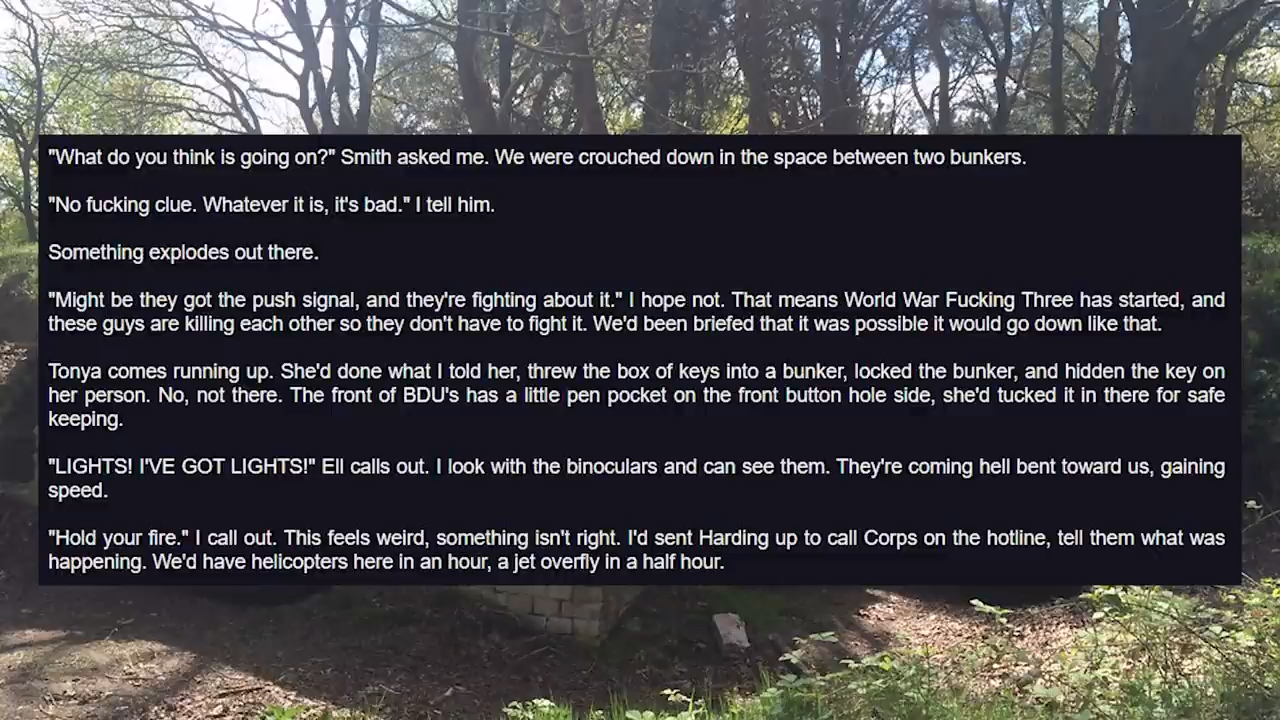 "What do you think is going on?" Smith asked me. We were crouched down in the space between two bunkers.
"No fucking clue. Whatever it is, it's bad." I tell him.
Something explodes out there.
"Might be they got the push signal, and they're fighting about it." I hope not. That means World War Fucking Three has started, and
these guys are killing each other so they don't have to fight it. We'd been briefed that it was possible it would go down like that.
Tonya comes running up. She'd done what I told her, threw the box of keys into a bunker, locked the bunker, and hidden the key on
her person. No, not there. The front of BDU's has a little pen pocket on the front button hole side, she'd tucked it in there for safe
keeping.
"LIGHTS! I'VE GOT LIGHTS!" Ell calls out. I look with the binoculars and can see them. They're coming hell bent toward us, gaining
speed.
"Hold your fire." I call out. This feels weird, something isn't right. I'd sent Harding up to call Corps on the hotline, tell them what was
happening. We'd have helicopters here in an hour, a jet overfly in a half hour.